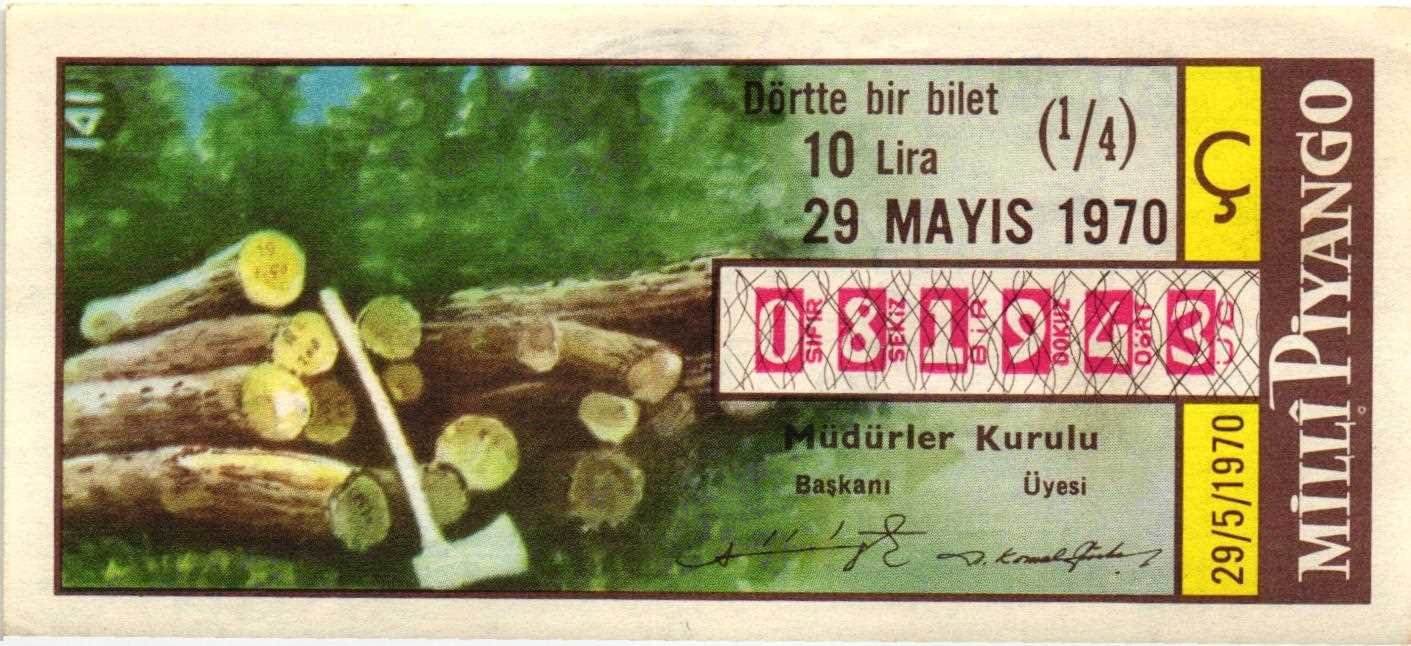 Dörtte bir bilet
(1/4)
10 Lira
29 MAYIS 1970
Ç
MİLLÎ PİYANGO
0 8 1 9 4 3
SIFIR SEKİZ BİR DOKUZ DÖRT ÜÇ
Müdürler Kurulu
Başkanı Üyesi
29/5/1970